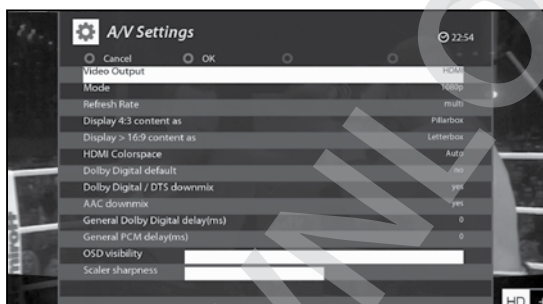 A/V Settings
22:54
Cancel OK
Video Output HDMI
Mode 1080p
Refresh Rate multi
Display 4:3 content as Pillarbox
Display > 16:9 content as Letterbox
HDMI Colorspace Auto
Dolby Digital default no
Dolby Digital / DTS downmix yes
AAC downmix yes
General Dolby Digital delay(ms) 0
General PCM delay(ms) 0
OSD visibility
Scaler sharpness
HD